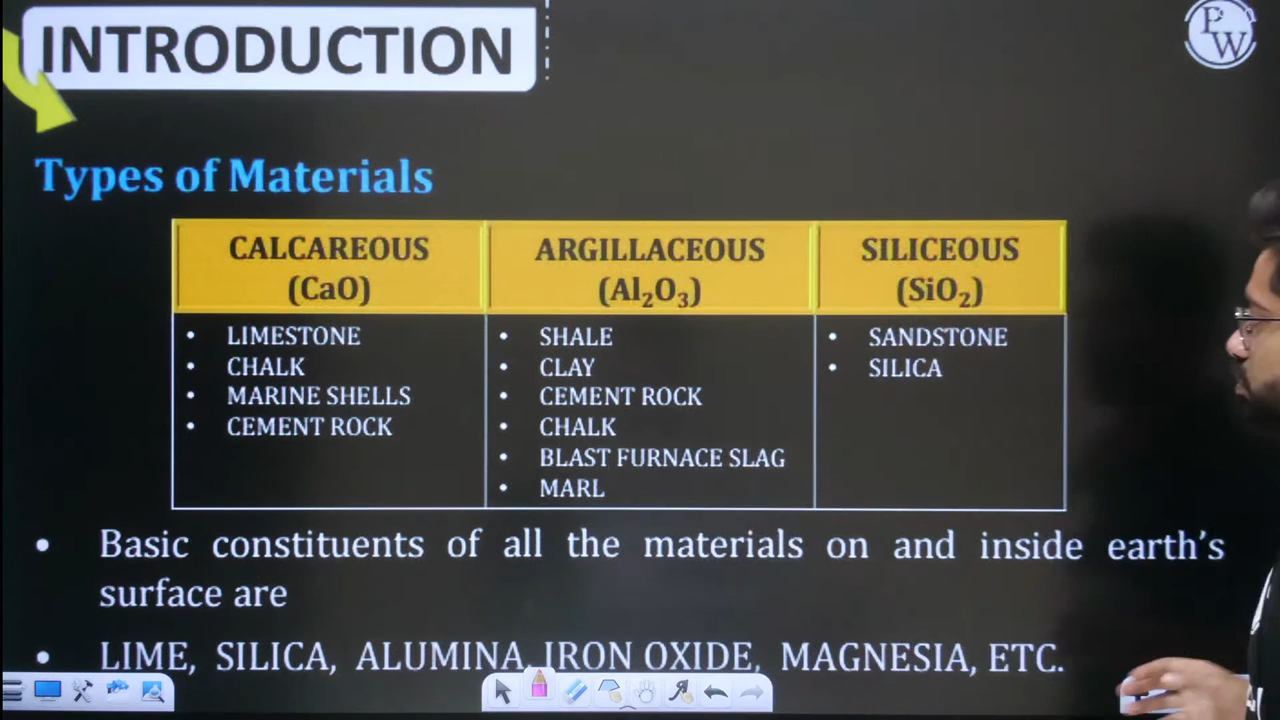 INTRODUCTION
PW
Types of Materials
CALCAREOUS
(CaO)
ARGILLACEOUS
(Al₂O₃)
SILICEOUS
(SiO₂)
• LIMESTONE
• CHALK
• MARINE SHELLS
• CEMENT ROCK
• SHALE
• CLAY
• CEMENT ROCK
• CHALK
• BLAST FURNACE SLAG
• MARL
• SANDSTONE
• SILICA
• Basic constituents of all the materials on and inside earth's
surface are
• LIME, SILICA, ALUMINA, IRON OXIDE, MAGNESIA, ETC.